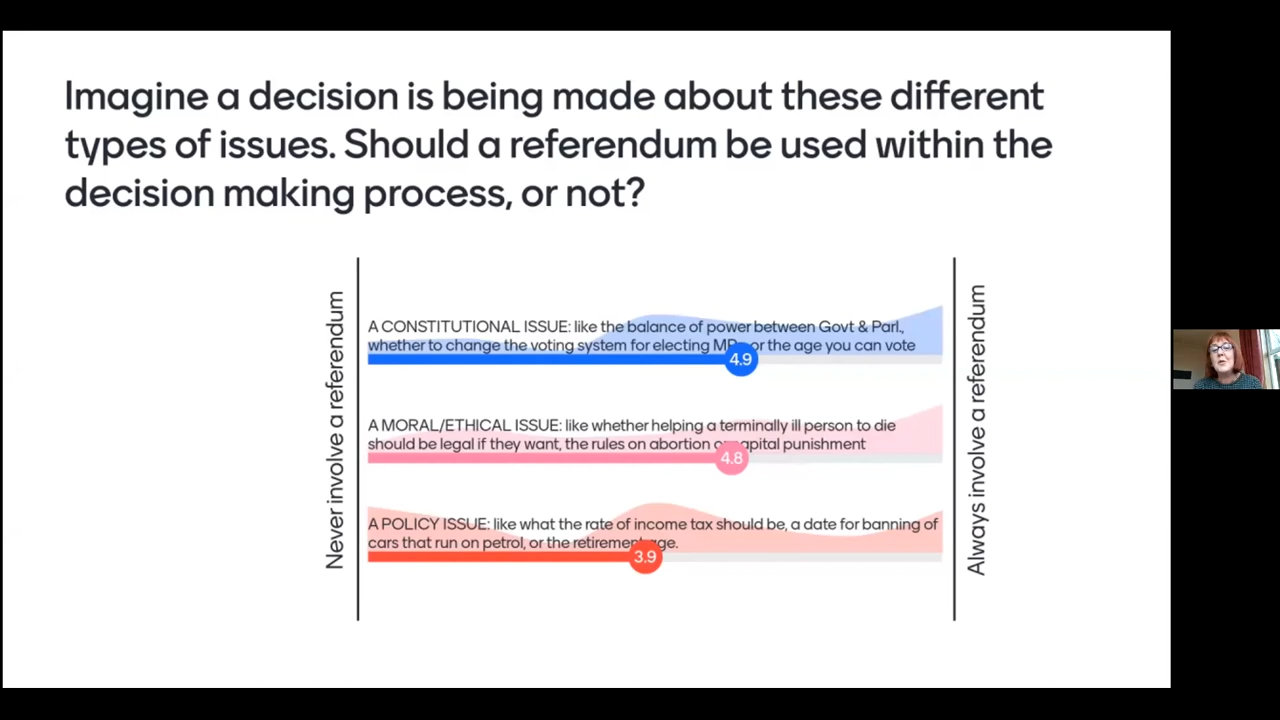 Imagine a decision is being made about these different
types of issues. Should a referendum be used within the
decision making process, or not?
Never involve a referendum
A CONSTITUTIONAL ISSUE: like the balance of power between Govt & Parl.,
whether to change the voting system for electing or the age you can vote
4.9
A MORAL/ETHICAL ISSUE: like whether helping a terminally ill person to die
should be legal if they want, the rules on abortion capital punishment
4.8
A POLICY ISSUE: like what the rate of income tax should be, a date for banning of
cars that run on petrol, or the retirement age.
3.9
Always involve a referendum